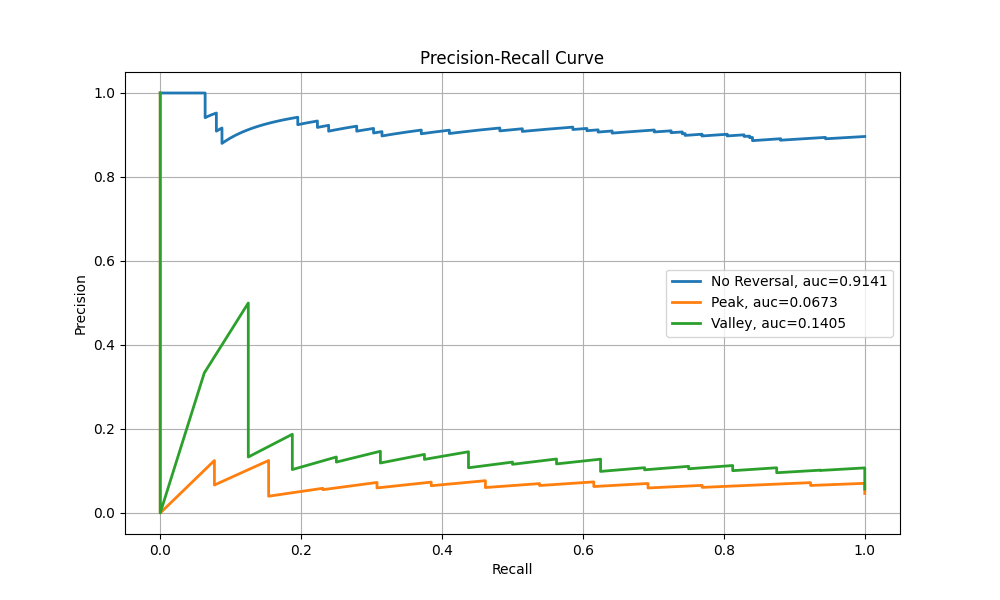 Precision-Recall Curve
Precision
1.0
0.8
0.6
0.4
0.2
0.0
No Reversal, auc=0.9141
Peak, auc=0.0673
Valley, auc=0.1405
0.0 0.2 0.4 0.6 0.8 1.0
Recall